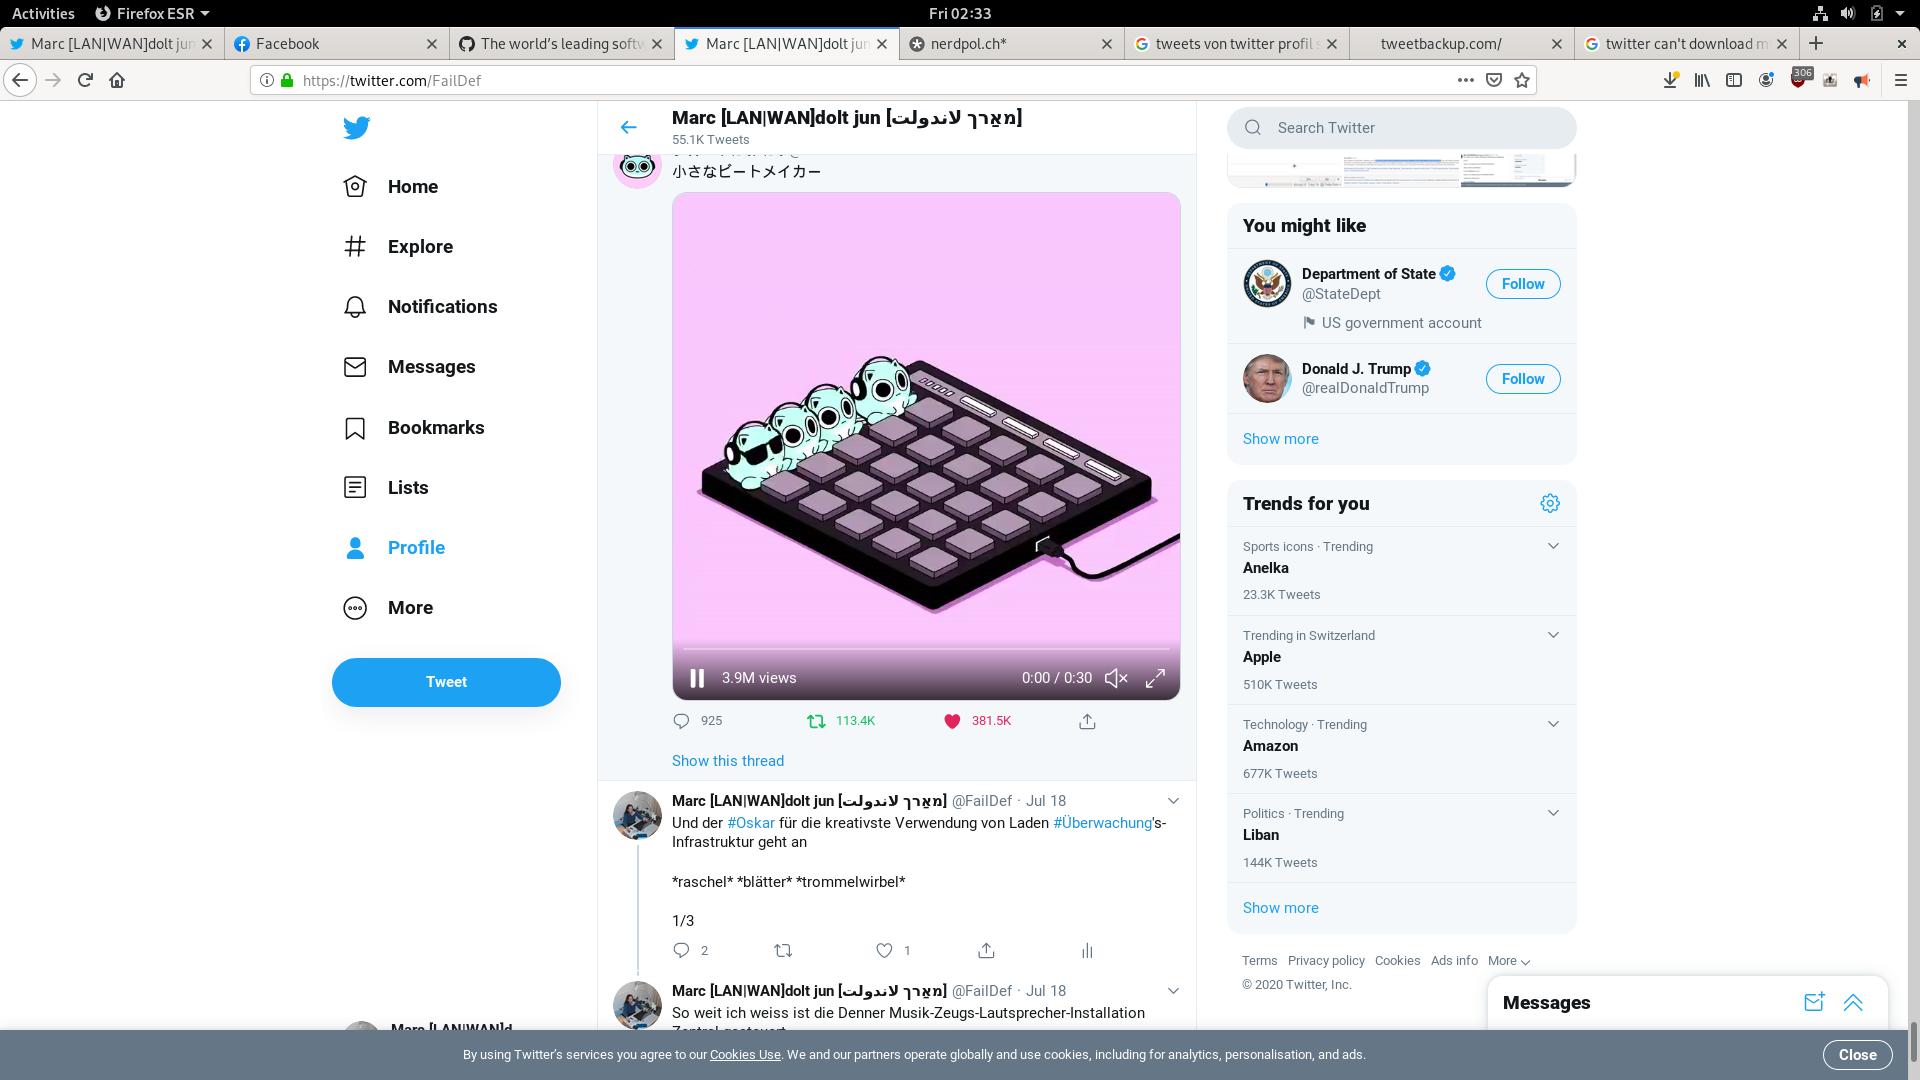 Activities
Firefox ESR
Fri 02:33
Marc [LAN|WAN]dolt jun
Facebook
The world's leading softw
Marc [LAN|WAN]dolt jun
nerdpol.ch*
tweets von twitter profil s
tweetbackup.com/
twitter can't download m
https://twitter.com/FailDef
306
Home
Explore
Notifications
Messages
Bookmarks
Lists
Profile
More
Tweet
Marc [LAN|WAN]dolt jun [מאַרך לאندולت]
55.1K Tweets
小さなビートメイカー
3.9M views
0:00 / 0:30
925
113.4K
381.5K
Show this thread
Marc [LAN|WAN]dolt jun @FailDef · Jul 18
Und der #Oskar für die kreativste Verwendung von Laden #Überwachung's-
Infrastruktur geht an
*raschel* *blätter* *trommelwirbel*
1/3
2
1
Marc [LAN|WAN]dolt jun @FailDef · Jul 18
So weit ich weiss ist die Denner Musik-Zeugs-Lautsprecher-Installation
Search Twitter
You might like
Department of State
@StateDept
Follow
US government account
Donald J. Trump
@realDonaldTrump
Follow
Show more
Trends for you
Sports icons · Trending
Anelka
23.3K Tweets
Trending in Switzerland
Apple
510K Tweets
Technology · Trending
Amazon
677K Tweets
Politics · Trending
Liban
144K Tweets
Show more
Terms Privacy policy Cookies Ads info More
© 2020 Twitter, Inc.
Messages
By using Twitter's services you agree to our Cookies Use. We and our partners operate globally and use cookies, including for analytics, personalisation, and ads.
Close